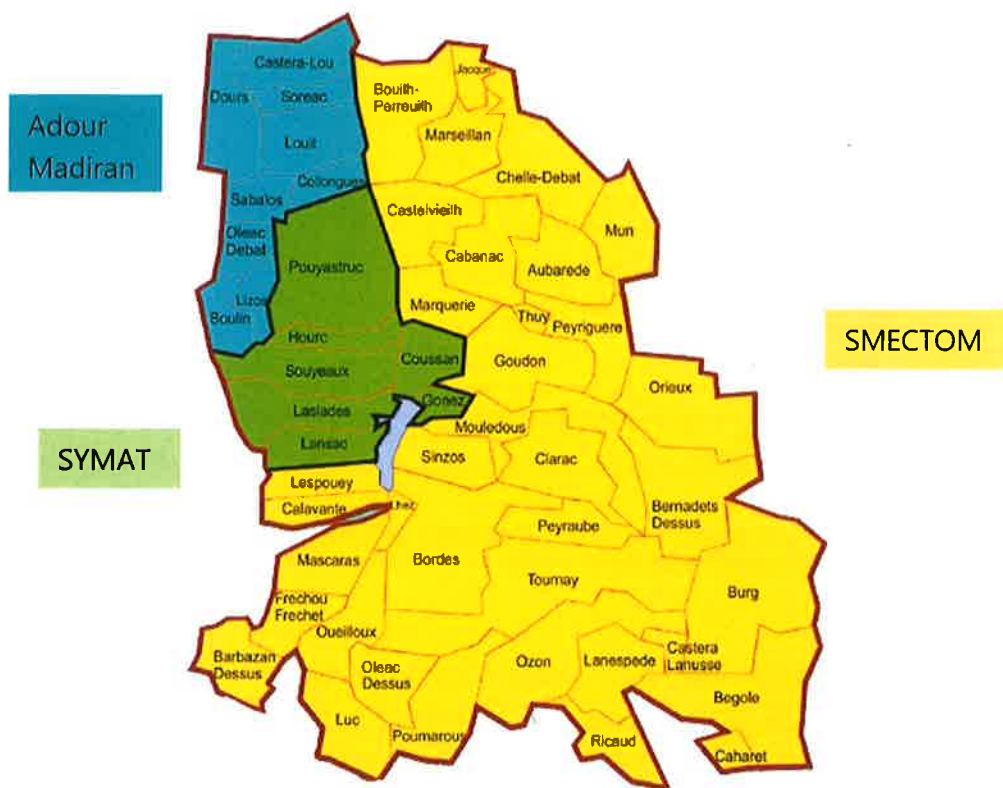 Adour
Madiran
SYMAT
SMECTOM
Castera-Lou
Dours
Soreac
Louit
Collongues
Sabalos
Oleac
Debat
Lizos
Boulin
Pouyastruc
Hourc
Souyeaux
Coussan
Gonez
Laslades
Lansac
Bouilh-
Perreuilh
Jacque
Marseillan
Chelle-Debat
Mun
Castelvieilh
Cabanac
Aubarede
Marquerie
Thuy
Peyriguere
Goudon
Orieux
Mouledous
Sinzos
Clarac
Lespouey
Calavante
Lhez
Bernadets
Dessus
Peyraube
Mascaras
Bordes
Tournay
Burg
Frechou
Frechet
Oueilloux
Barbazan
Dessus
Oleac
Dessus
Ozon
Lanespede
Castera
Lanusse
Begole
Luc
Poumarous
Ricaud
Caharet